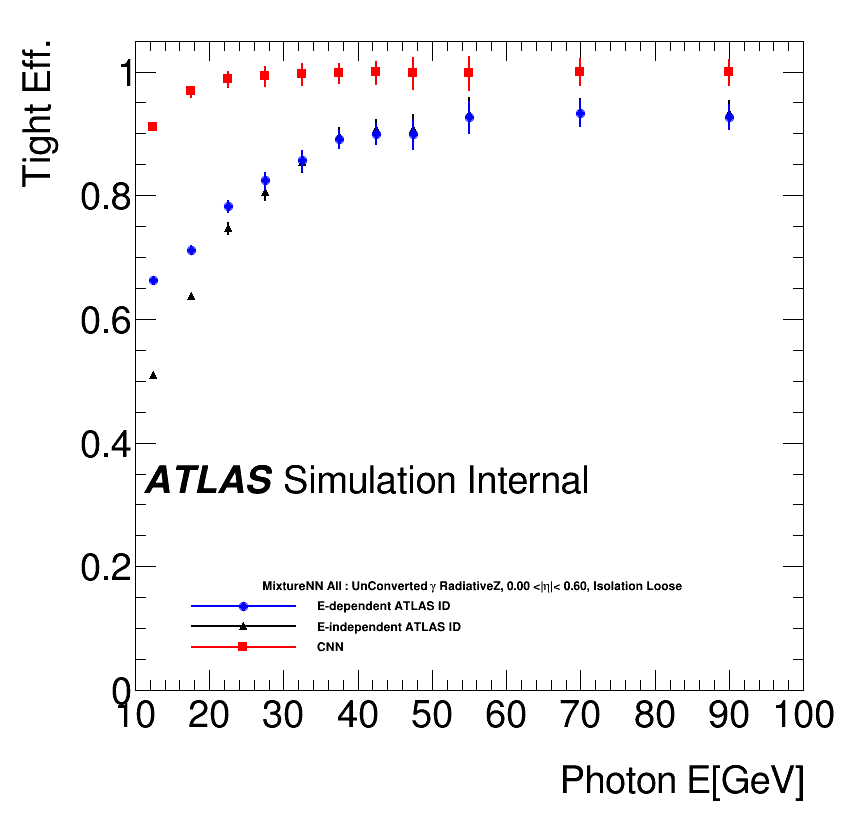 Tight Eff.
1
0.8
0.6
0.4
ATLAS Simulation Internal
0.2
MixtureNN All : UnConverted γ RadiativeZ, 0.00 <|η|< 0.60, Isolation Loose
E-dependent ATLAS ID
E-independent ATLAS ID
CNN
0
10 20 30 40 50 60 70 80 90 100
Photon E[GeV]